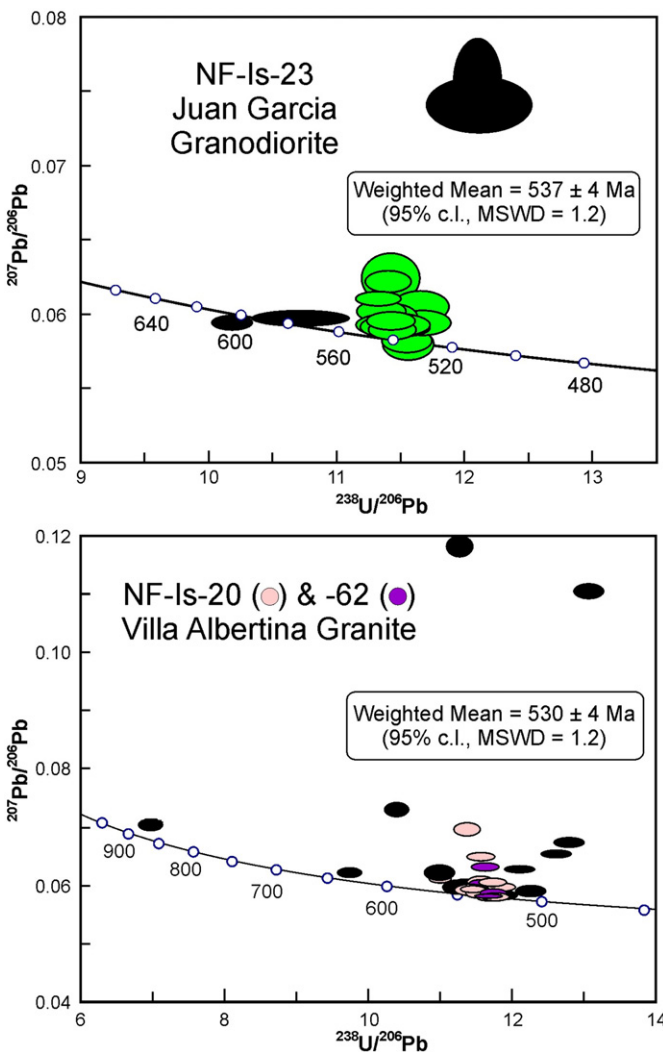 0.08
NF-Is-23
Juan Garcia
Granodiorite
0.07
Weighted Mean = 537 ± 4 Ma
(95% c.l., MSWD = 1.2)
²⁰⁷Pb/²⁰⁶Pb
0.06
640
600
560
520
480
0.05
9 10 11 12 13
²³⁸U/²⁰⁶Pb
0.12
NF-Is-20 ( ) & -62 ( )
Villa Albertina Granite
0.10
Weighted Mean = 530 ± 4 Ma
(95% c.l., MSWD = 1.2)
²⁰⁷Pb/²⁰⁶Pb
0.08
900
800
700
0.06
600
500
0.04
6 8 10 12 14
²³⁸U/²⁰⁶Pb